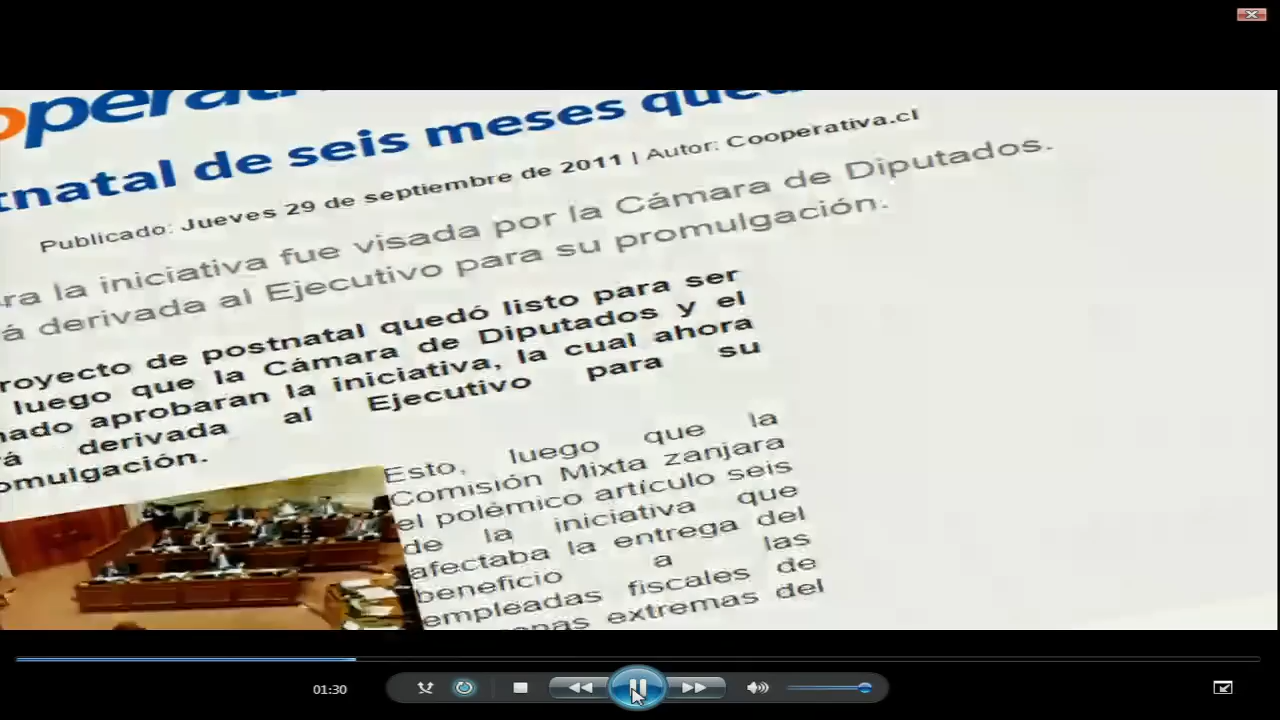 operati
tnatal de seis meses qued
Publicado: Jueves 29 de septiembre de 2011 | Autor: Cooperativa.cl
ra la iniciativa fue visada por la Cámara de Diputados.
á derivada al Ejecutivo para su promulgación.
royecto de postnatal quedó listo para ser
luego que la Cámara de Diputados y el
nado aprobaran la iniciativa, la cual ahora
rá derivada al Ejecutivo para su
omulgación.
Esto, luego que la
Comisión Mixta zanjara
el polémico artículo seis
de la iniciativa que
afectaba la entrega del
beneficio a las
empleadas fiscales de
zonas extremas del
01:30